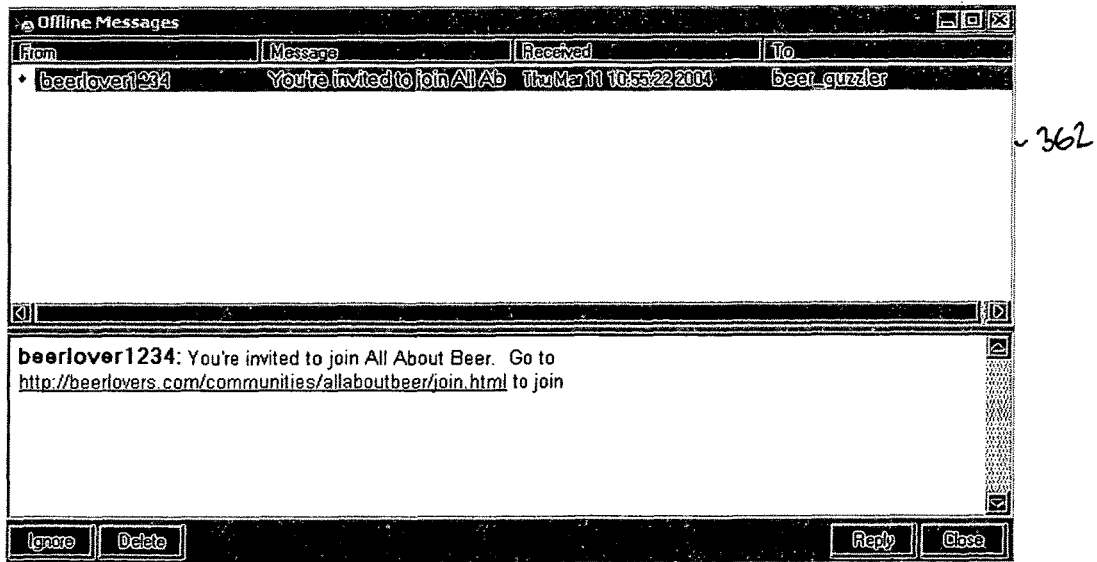 Offline Messages
From Message Received To
beerlover1234 You're invited to join All Ab Thu Mar 11 10:55:22 2004 beer_guzzler
362
beerlover1234: You're invited to join All About Beer. Go to
http://beerlovers.com/communities/allaboutbeer/join.html to join
Ignore Delete Reply Close